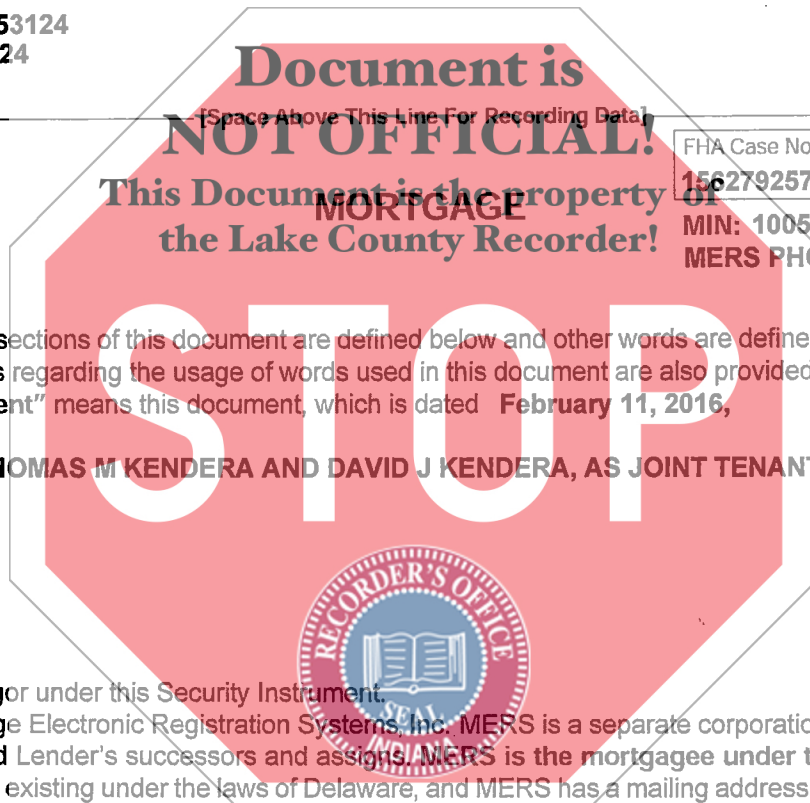 53124
24
Document is
[Space Above This Line For Recording Data]
NOT OFFICIAL!
FHA Case No
156279257
This Document is the property of
MORTGAGE
the Lake County Recorder!
MIN: 1005
MERS PHO
sections of this document are defined below and other words are define
s regarding the usage of words used in this document are also provided
ent" means this document, which is dated February 11, 2016,
STOP
HOMAS M KENDERA AND DAVID J KENDERA, AS JOINT TENANT
RECORDER'S OFFICE
gor under this Security Instrument.
SEAL
ge Electronic Registration Systems, Inc. MERS is a separate corporatio
d Lender's successors and assigns. MERS is the mortgagee under t
existing under the laws of Delaware, and MERS has a mailing address